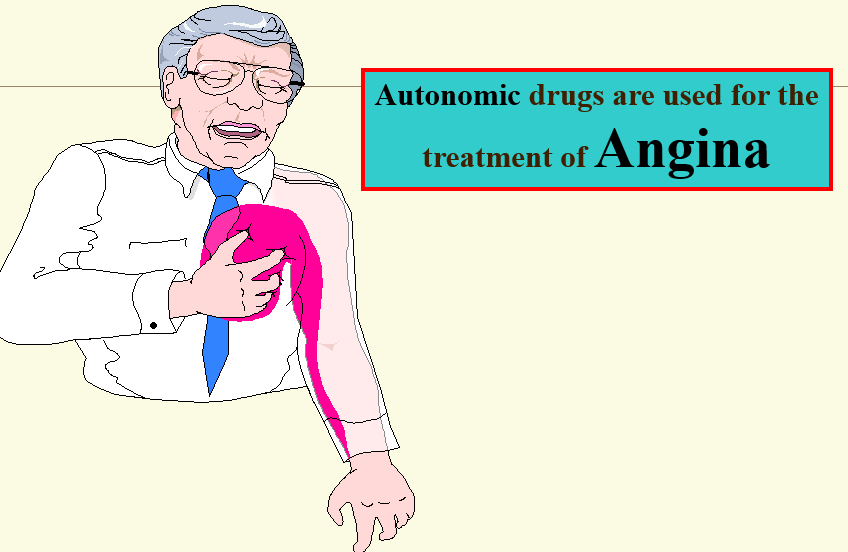 Autonomic drugs are used for the
treatment of Angina